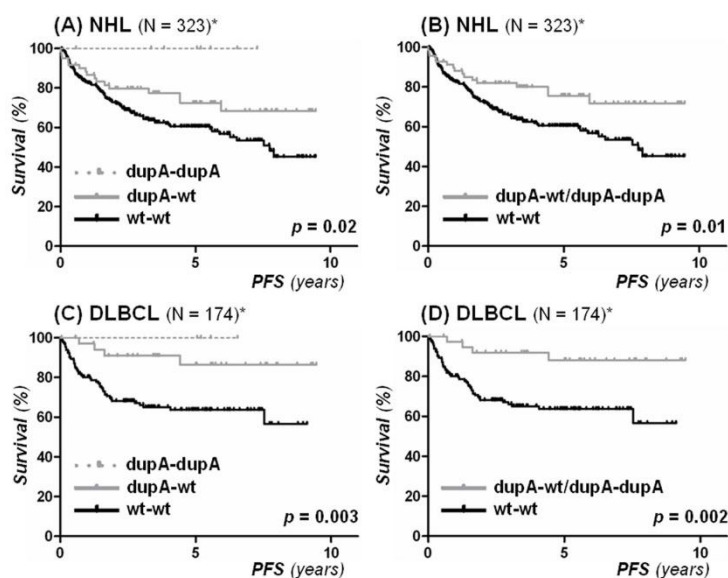 (A) NHL (N = 323)*
Survival (%)
100
80
60
40
20
0
dupA-dupA
dupA-wt
wt-wt
p = 0.02
0 5 10
PFS (years)
(B) NHL (N = 323)*
Survival (%)
100
80
60
40
20
0
dupA-wt/dupA-dupA
wt-wt
p = 0.01
0 5 10
PFS (years)
(C) DLBCL (N = 174)*
Survival (%)
100
80
60
40
20
0
dupA-dupA
dupA-wt
wt-wt
p = 0.003
0 5 10
PFS (years)
(D) DLBCL (N = 174)*
Survival (%)
100
80
60
40
20
0
dupA-wt/dupA-dupA
wt-wt
p = 0.002
0 5 10
PFS (years)